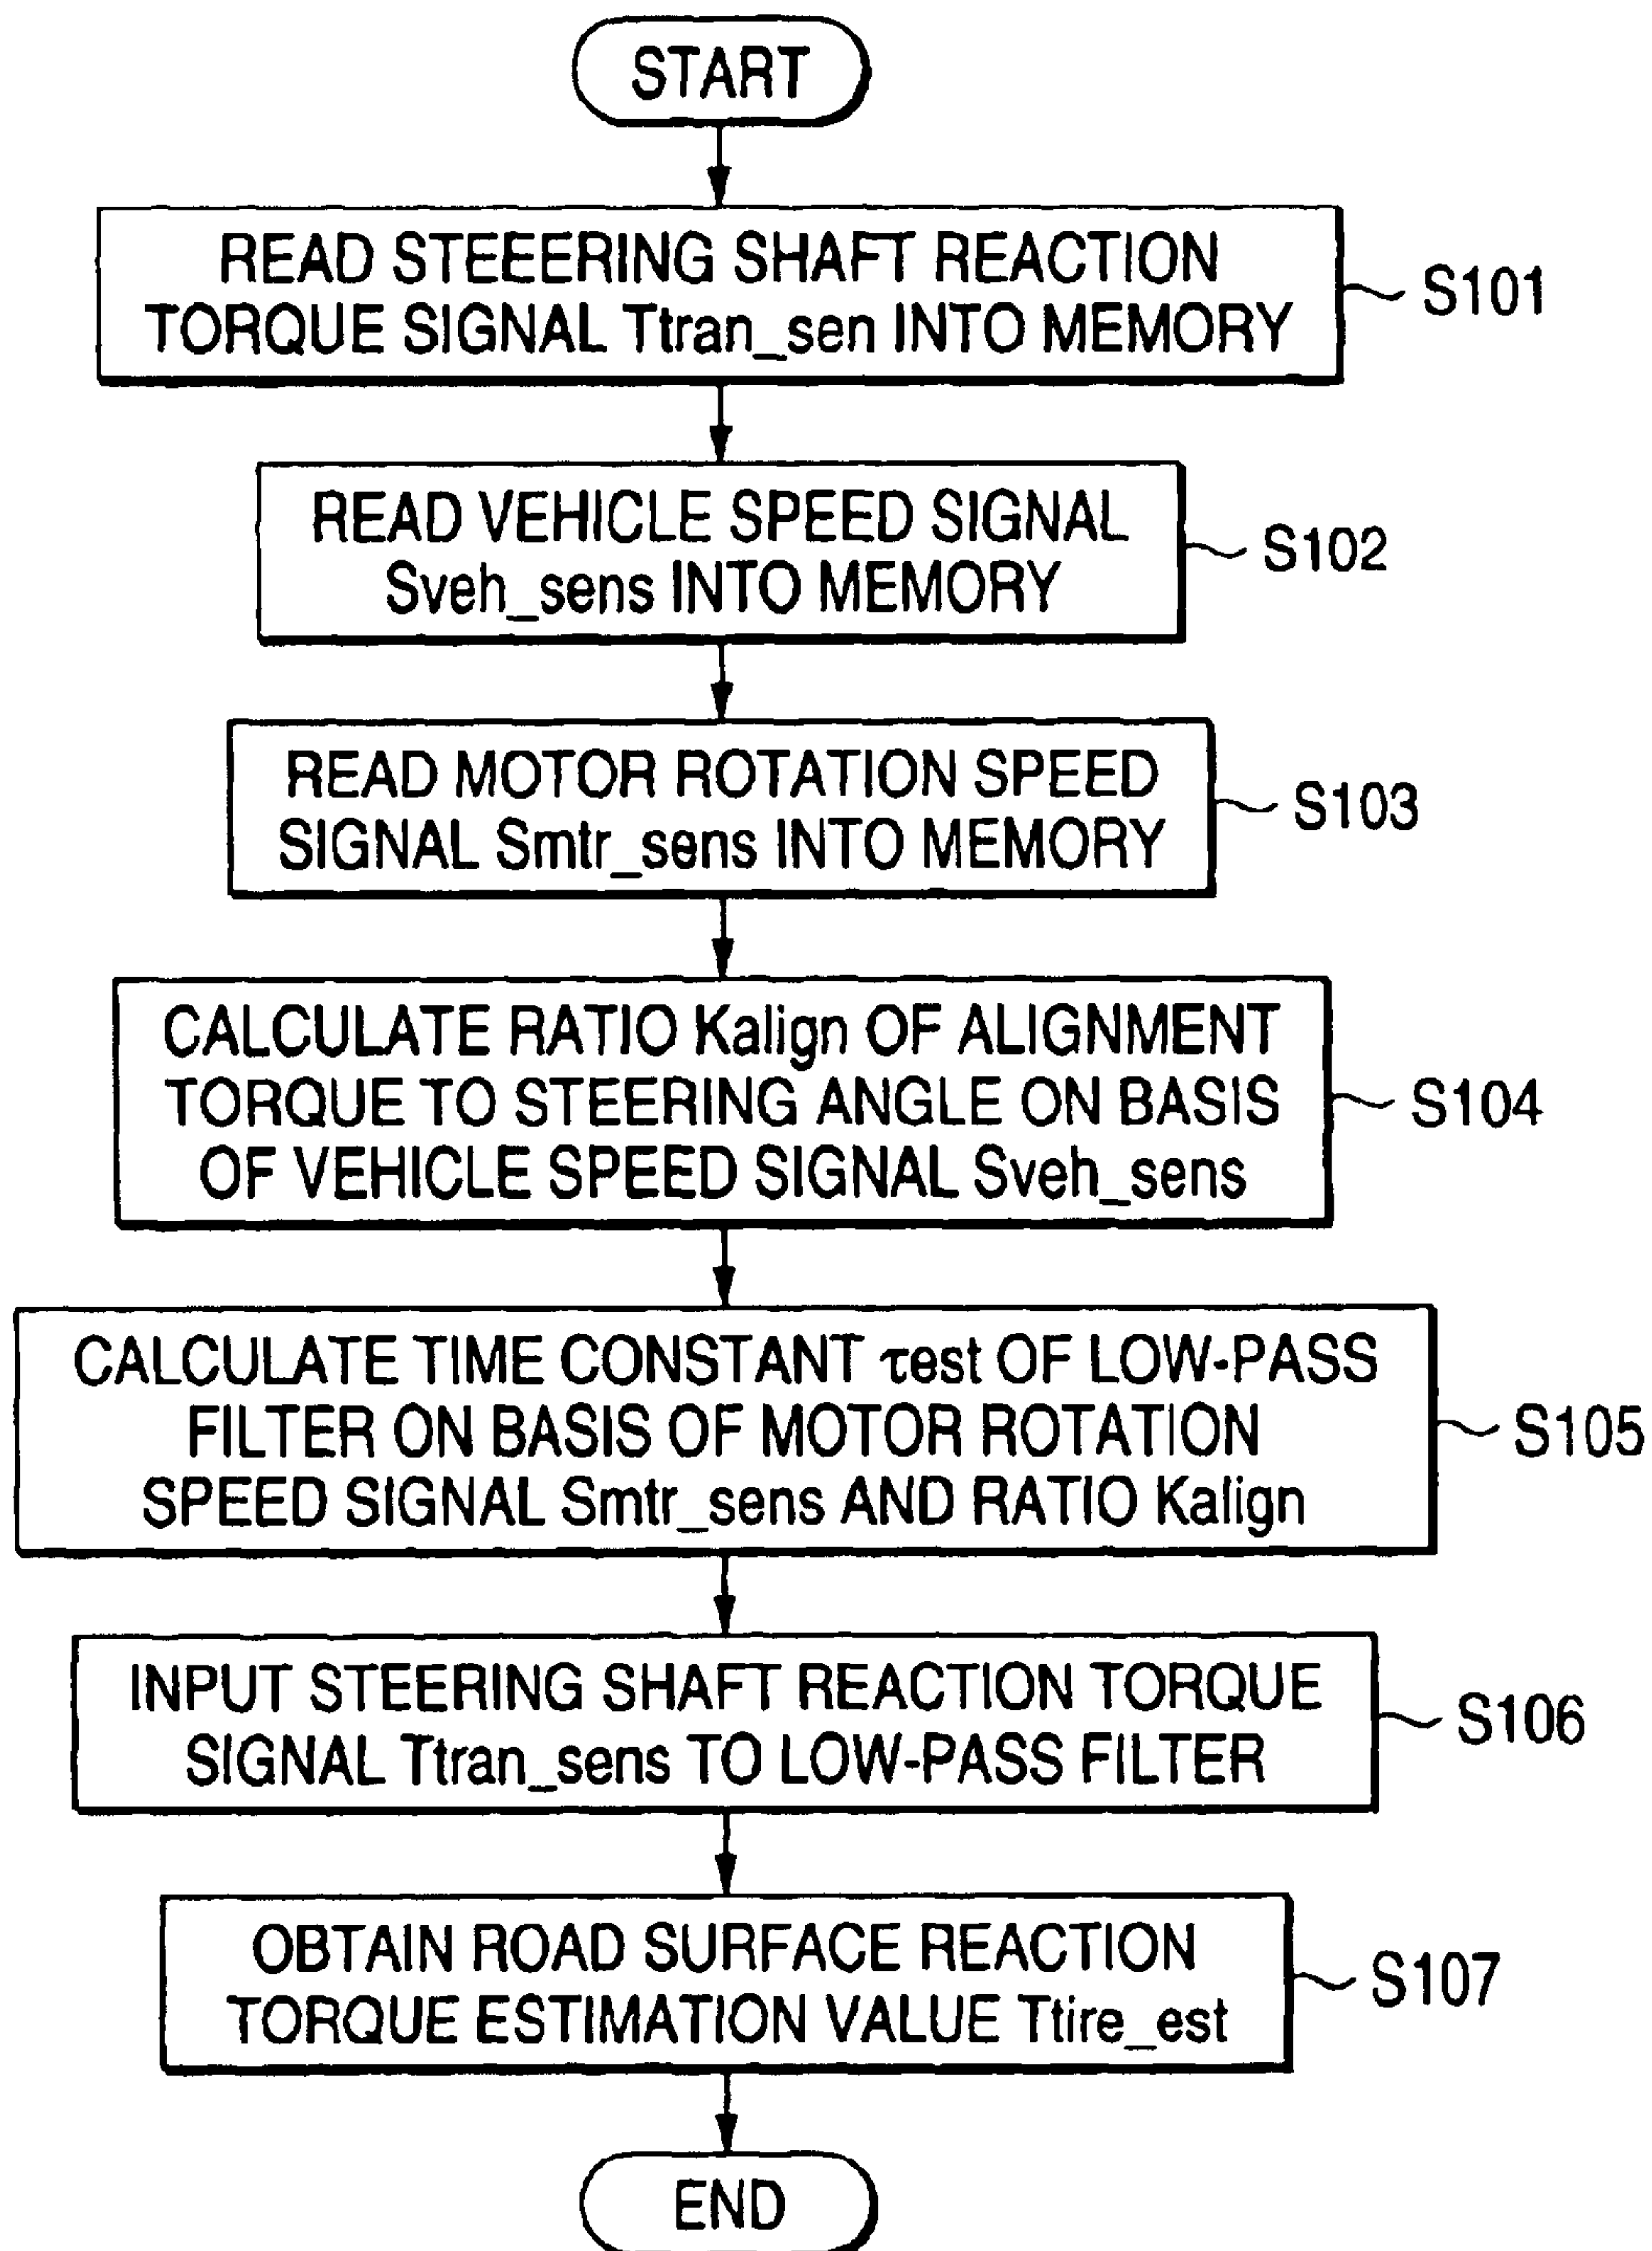 START
READ STEEERING SHAFT REACTION
TORQUE SIGNAL Ttran_sen INTO MEMORY
S101
READ VEHICLE SPEED SIGNAL
Sveh_sens INTO MEMORY
S102
READ MOTOR ROTATION SPEED
SIGNAL Smtr_sens INTO MEMORY
S103
CALCULATE RATIO Kalign OF ALIGNMENT
TORQUE TO STEERING ANGLE ON BASIS
OF VEHICLE SPEED SIGNAL Sveh_sens
S104
CALCULATE TIME CONSTANT τest OF LOW-PASS
FILTER ON BASIS OF MOTOR ROTATION
SPEED SIGNAL Smtr_sens AND RATIO Kalign
S105
INPUT STEERING SHAFT REACTION TORQUE
SIGNAL Ttran_sens TO LOW-PASS FILTER
S106
OBTAIN ROAD SURFACE REACTION
TORQUE ESTIMATION VALUE Ttire_est
S107
END